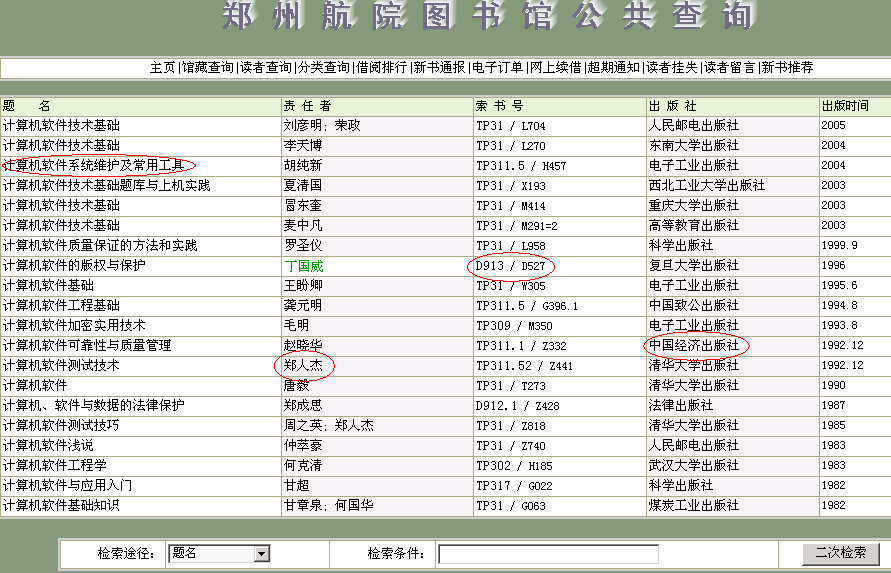 郑州航院图书馆公共查询
主页|馆藏查询|读者查询|分类查询|借阅排行|新书通报|电子订单|网上续借|超期通知|读者挂失|读者留言|新书推荐
题 名 责 任 者 索 书 号 出 版 社 出版时间
计算机软件技术基础 刘彦明; 荣政 TP31 / L704 人民邮电出版社 2005
计算机软件技术基础 李天博 TP31 / L270 东南大学出版社 2004
计算机软件系统维护及常用工具 胡纯新 TP311.5 / H457 电子工业出版社 2004
计算机软件技术基础题库与上机实践 夏清国 TP31 / X193 西北工业大学出版社 2003
计算机软件技术基础 冒东奎 TP31 / M414 重庆大学出版社 2003
计算机软件技术基础 麦中凡 TP31 / M291=2 高等教育出版社 2003
计算机软件质量保证的方法和实践 罗圣仪 TP31 / L958 科学出版社 1999.9
计算机软件的版权与保护 丁国威 D913 / D527 复旦大学出版社 1996
计算机软件基础 王盼卿 TP31 / W305 电子工业出版社 1995.6
计算机软件工程基础 龚元明 TP311.5 / G396.1 中国致公出版社 1994.8
计算机软件加密实用技术 毛明 TP309 / M350 电子工业出版社 1993.8
计算机软件可靠性与质量管理 赵晓华 TP311.1 / Z332 中国经济出版社 1992.12
计算机软件测试技术 郑人杰 TP311.52 / Z441 清华大学出版社 1992.12
计算机软件 唐毅 TP31 / T273 清华大学出版社 1990
计算机、软件与数据的法律保护 郑成思 D912.1 / Z428 法律出版社 1987
计算机软件测试技巧 周之英; 郑人杰 TP31 / Z818 清华大学出版社 1985
计算机软件浅说 仲萃豪 TP31 / Z740 人民邮电出版社 1983
计算机软件工程学 何克清 TP302 / H185 武汉大学出版社 1983
计算机软件与应用入门 甘超 TP317 / G022 科学出版社 1982
计算机软件基础知识 甘章泉; 何国华 TP31 / G063 煤炭工业出版社 1982
检索途径: 题名 检索条件: 二次检索